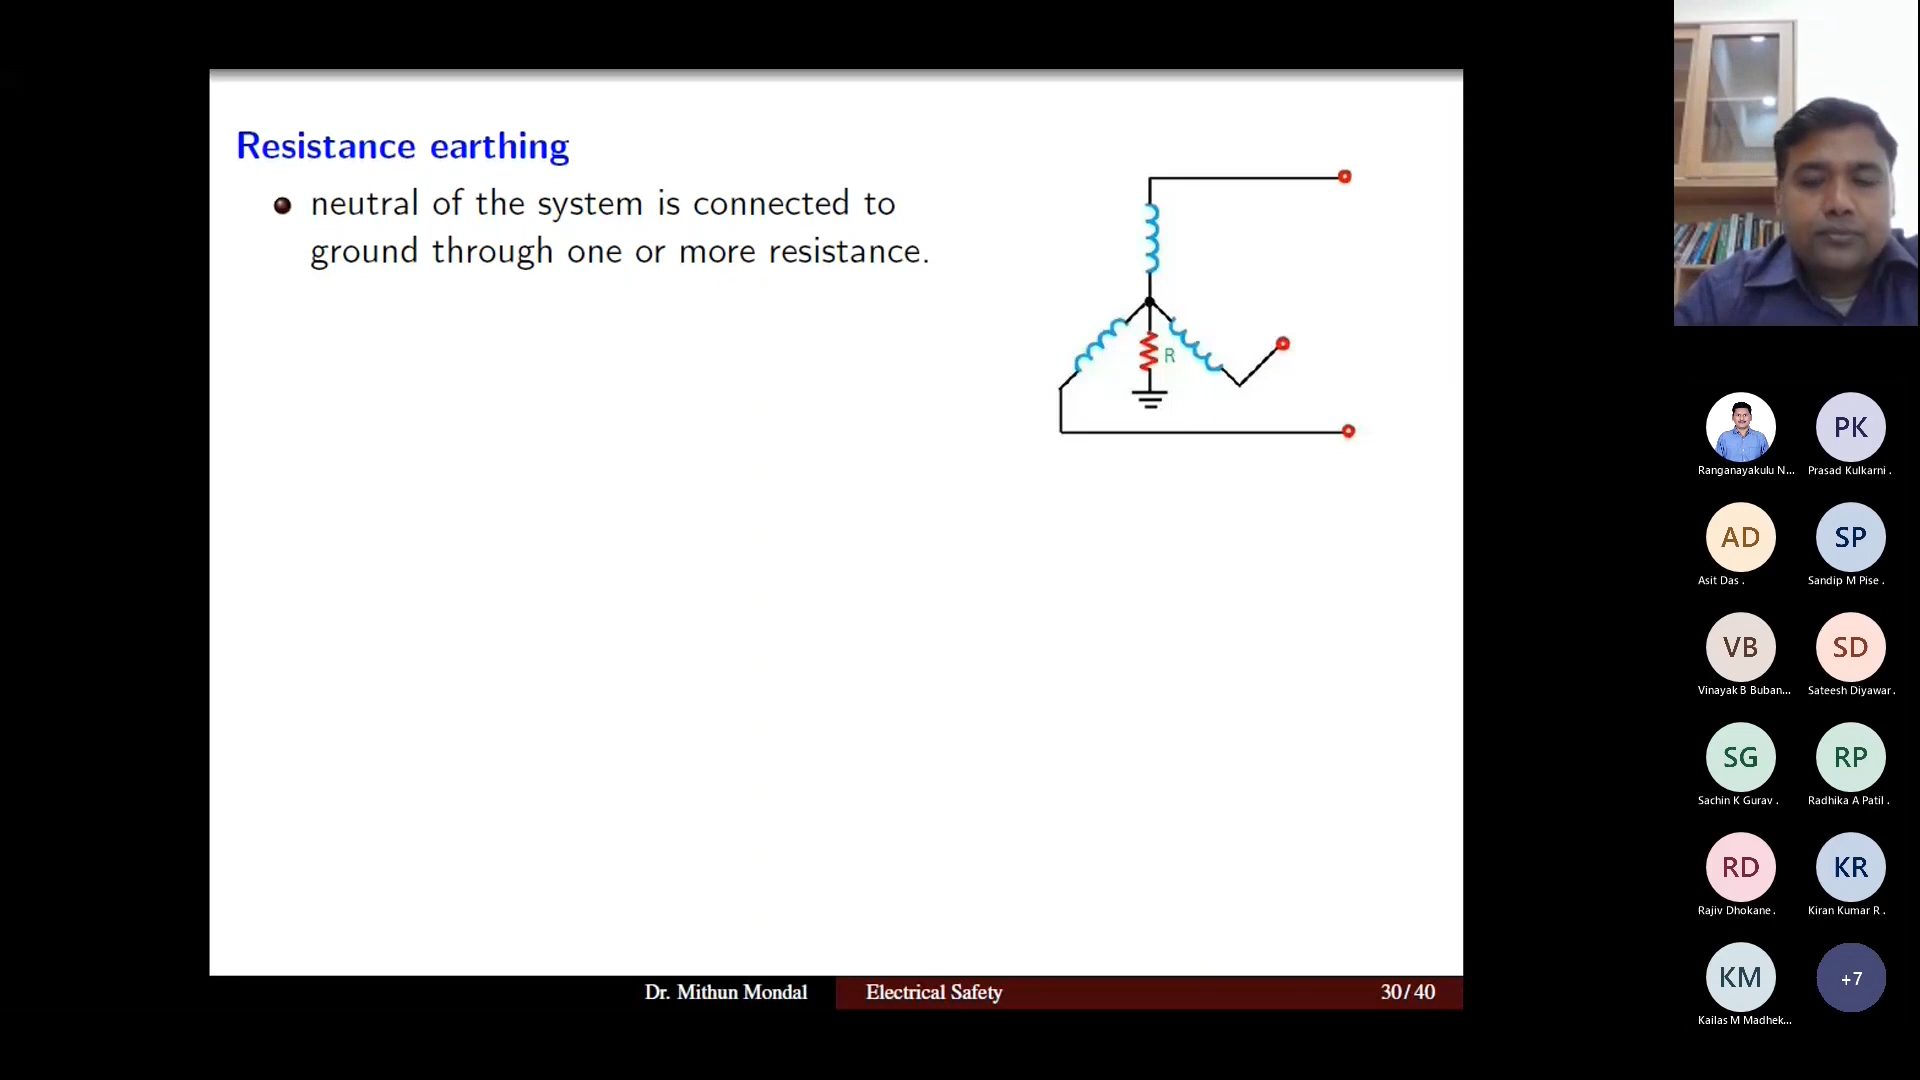 Resistance earthing
neutral of the system is connected to
ground through one or more resistance.
R
Dr. Mithun Mondal
Electrical Safety
30/40
PK
Ranganayakulu N...
Prasad Kulkarni .
AD
SP
Asit Das .
Sandip M Pise .
VB
SD
Vinayak B Buban...
Sateesh Diyawar .
SG
RP
Sachin K Gurav .
Radhika A Patil .
RD
KR
Rajiv Dhokane .
Kiran Kumar R .
KM
+7
Kailas M Madhek...